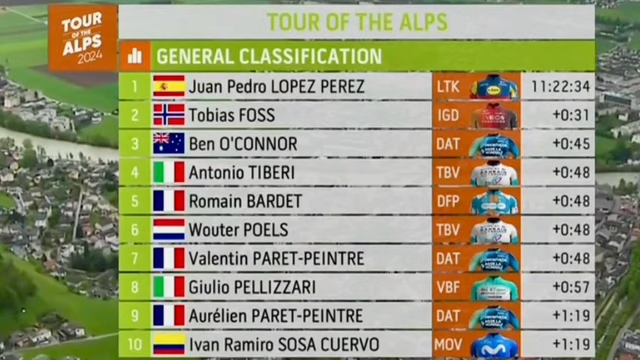 TOUR
OF THE
ALPS
2024
TOUR OF THE ALPS
GENERAL CLASSIFICATION
1 Juan Pedro LOPEZ PEREZ LTK 11:22:34
2 Tobias FOSS IGD +0:31
3 Ben O'CONNOR DAT +0:45
4 Antonio TIBERI TBV +0:48
5 Romain BARDET DFP +0:48
6 Wouter POELS TBV +0:48
7 Valentin PARET-PEINTRE DAT +0:48
8 Giulio PELLIZZARI VBF +0:57
9 Aurélien PARET-PEINTRE DAT +1:19
10 Ivan Ramiro SOSA CUERVO MOV +1:19